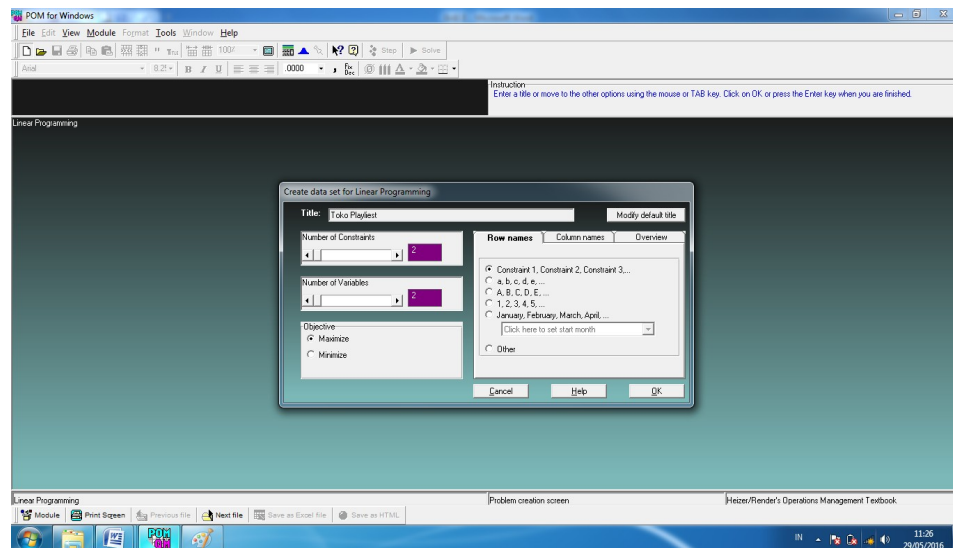 POM for Windows
File Edit View Module Format Tools Window Help
100% Step Solve
Arial 8.2! B I U .0000 , Fix Dec
Instruction
Enter a title or move to the other options using the mouse or TAB key. Click on OK or press the Enter key when you are finished.
Linear Programming
Create data set for Linear Programming
Title: Toko Playliest Modify default title
Number of Constraints
2
Number of Variables
2
Objective
Maximize
Minimize
Row names Column names Overview
Constraint 1, Constraint 2, Constraint 3,...
a, b, c, d, e, ...
A, B, C, D, E, ...
1, 2, 3, 4, 5, ...
January, February, March, April, ...
Click here to set start month
Other
Cancel Help OK
Linear Programming Problem creation screen Heizer/Render's Operations Management Textbook
Module Print Screen Previous file Next file Save as Excel file Save as HTML
POM QM IN 11:26
29/05/2016